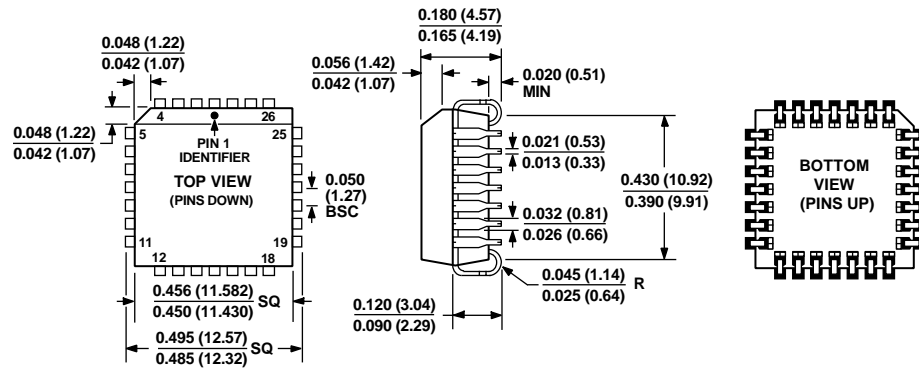 0.180 (4.57)
0.165 (4.19)
0.048 (1.22)
0.042 (1.07)
0.056 (1.42)
0.042 (1.07)
0.020 (0.51)
MIN
0.048 (1.22)
0.042 (1.07)
4
26
5
25
PIN 1
IDENTIFIER
TOP VIEW
(PINS DOWN)
0.050
(1.27)
BSC
11
19
12
18
0.021 (0.53)
0.013 (0.33)
0.430 (10.92)
0.390 (9.91)
0.032 (0.81)
0.026 (0.66)
BOTTOM
VIEW
(PINS UP)
0.456 (11.582)
0.450 (11.430)
SQ
0.045 (1.14)
0.025 (0.64)
R
0.120 (3.04)
0.090 (2.29)
0.495 (12.57)
0.485 (12.32)
SQ